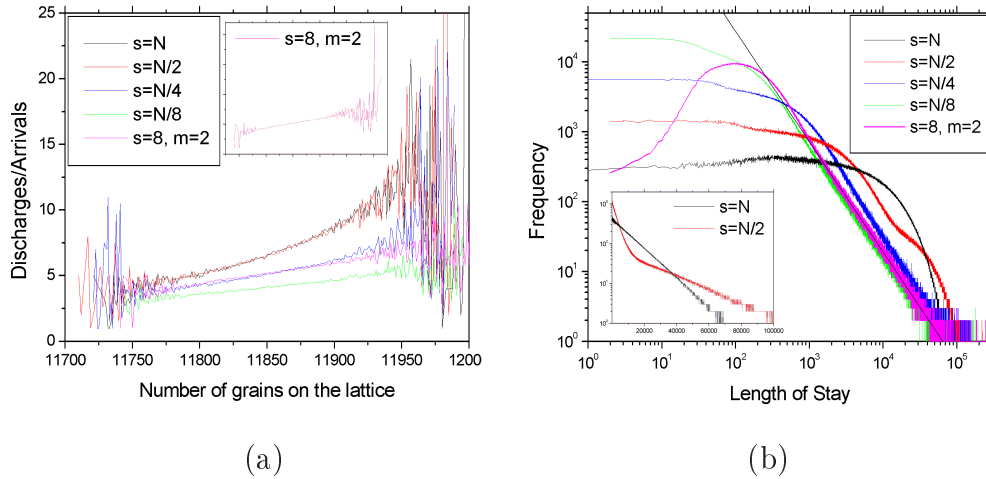 (a)
Discharges/Arrivals
25
20
15
10
5
0
s=N
s=N/2
s=N/4
s=N/8
s=8, m=2
s=8, m=2
11700 11750 11800 11850 11900 11950 1200
Number of grains on the lattice
(b)
Frequency
10^4
10^3
10^2
10^1
10^0
s=N
s=N/2
s=N/4
s=N/8
s=8, m=2
s=N
s=N/2
20000 40000 60000 80000 100000
10^0 10^1 10^2 10^3 10^4 10^5
Length of Stay